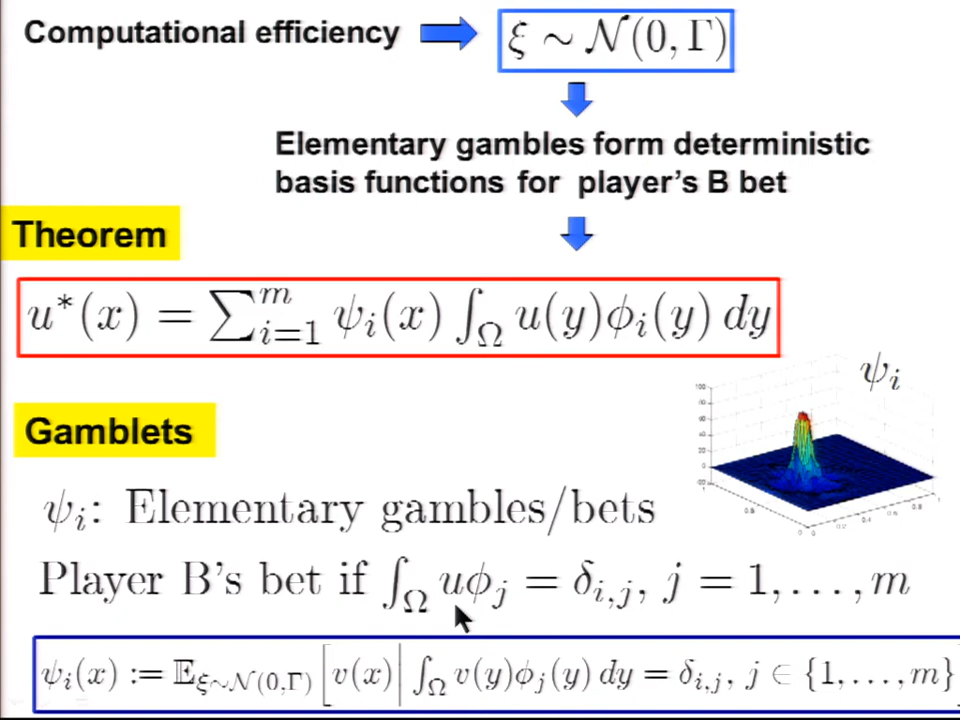 Computational efficiency
ξ ∼ 𝒩(0, Γ)
Elementary gambles form deterministic
basis functions for player's B bet
Theorem
u*(x) = ∑_{i=1}^{m} ψ_i(x) ∫_Ω u(y)φ_i(y) dy
ψ_i
Gamblets
ψ_i: Elementary gambles/bets
Player B's bet if ∫_Ω uφ_j = δ_{i,j}, j = 1, . . . , m
ψ_i(x) := 𝔼_{ξ∼𝒩(0,Γ)} [v(x)| ∫_Ω v(y)φ_j(y) dy = δ_{i,j}, j ∈ {1, . . . , m}]